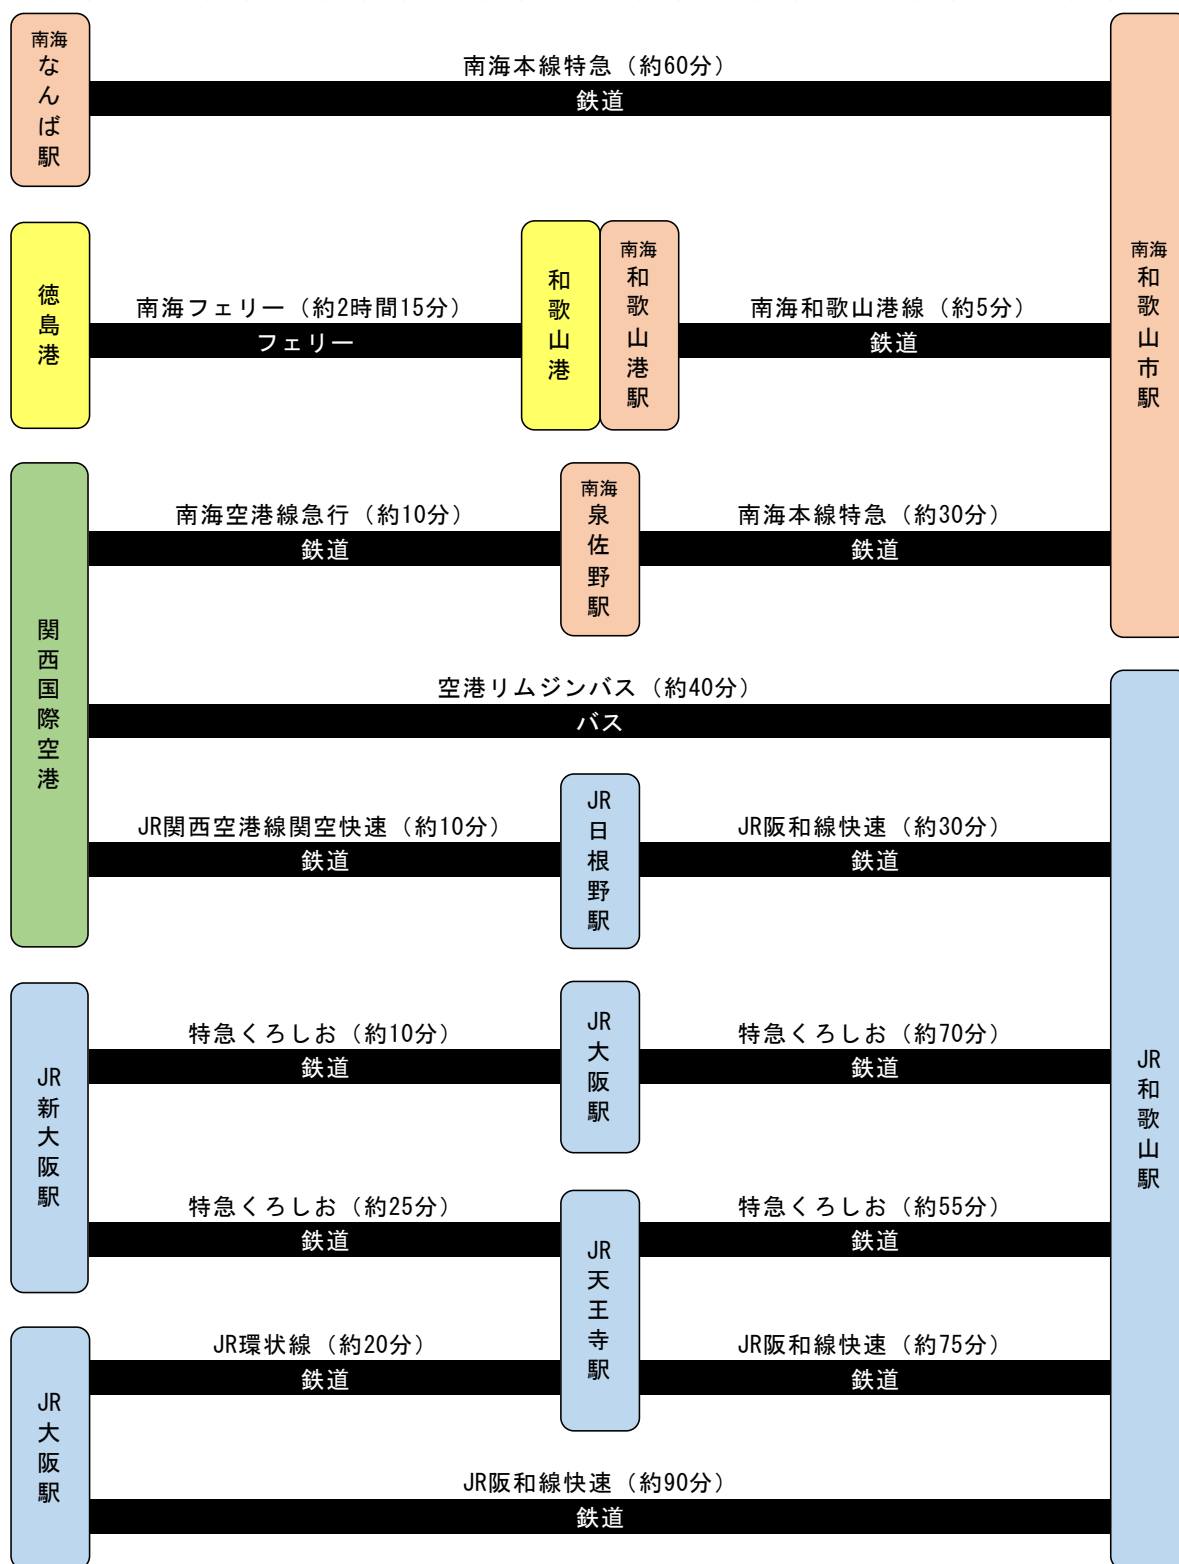 南海
なんば駅
南海本線特急（約60分）
鉄道
南海
和歌山市駅
徳島港
南海フェリー（約2時間15分）
フェリー
和歌山港
南海
和歌山港駅
南海和歌山港線（約5分）
鉄道
関西国際空港
南海空港線急行（約10分）
鉄道
南海
泉佐野駅
南海本線特急（約30分）
鉄道
空港リムジンバス（約40分）
バス
JR和歌山駅
JR関西空港線関空快速（約10分）
鉄道
JR日根野駅
JR阪和線快速（約30分）
鉄道
JR新大阪駅
特急くろしお（約10分）
鉄道
JR大阪駅
特急くろしお（約70分）
鉄道
特急くろしお（約25分）
鉄道
JR天王寺駅
特急くろしお（約55分）
鉄道
JR大阪駅
JR環状線（約20分）
鉄道
JR阪和線快速（約75分）
鉄道
JR阪和線快速（約90分）
鉄道